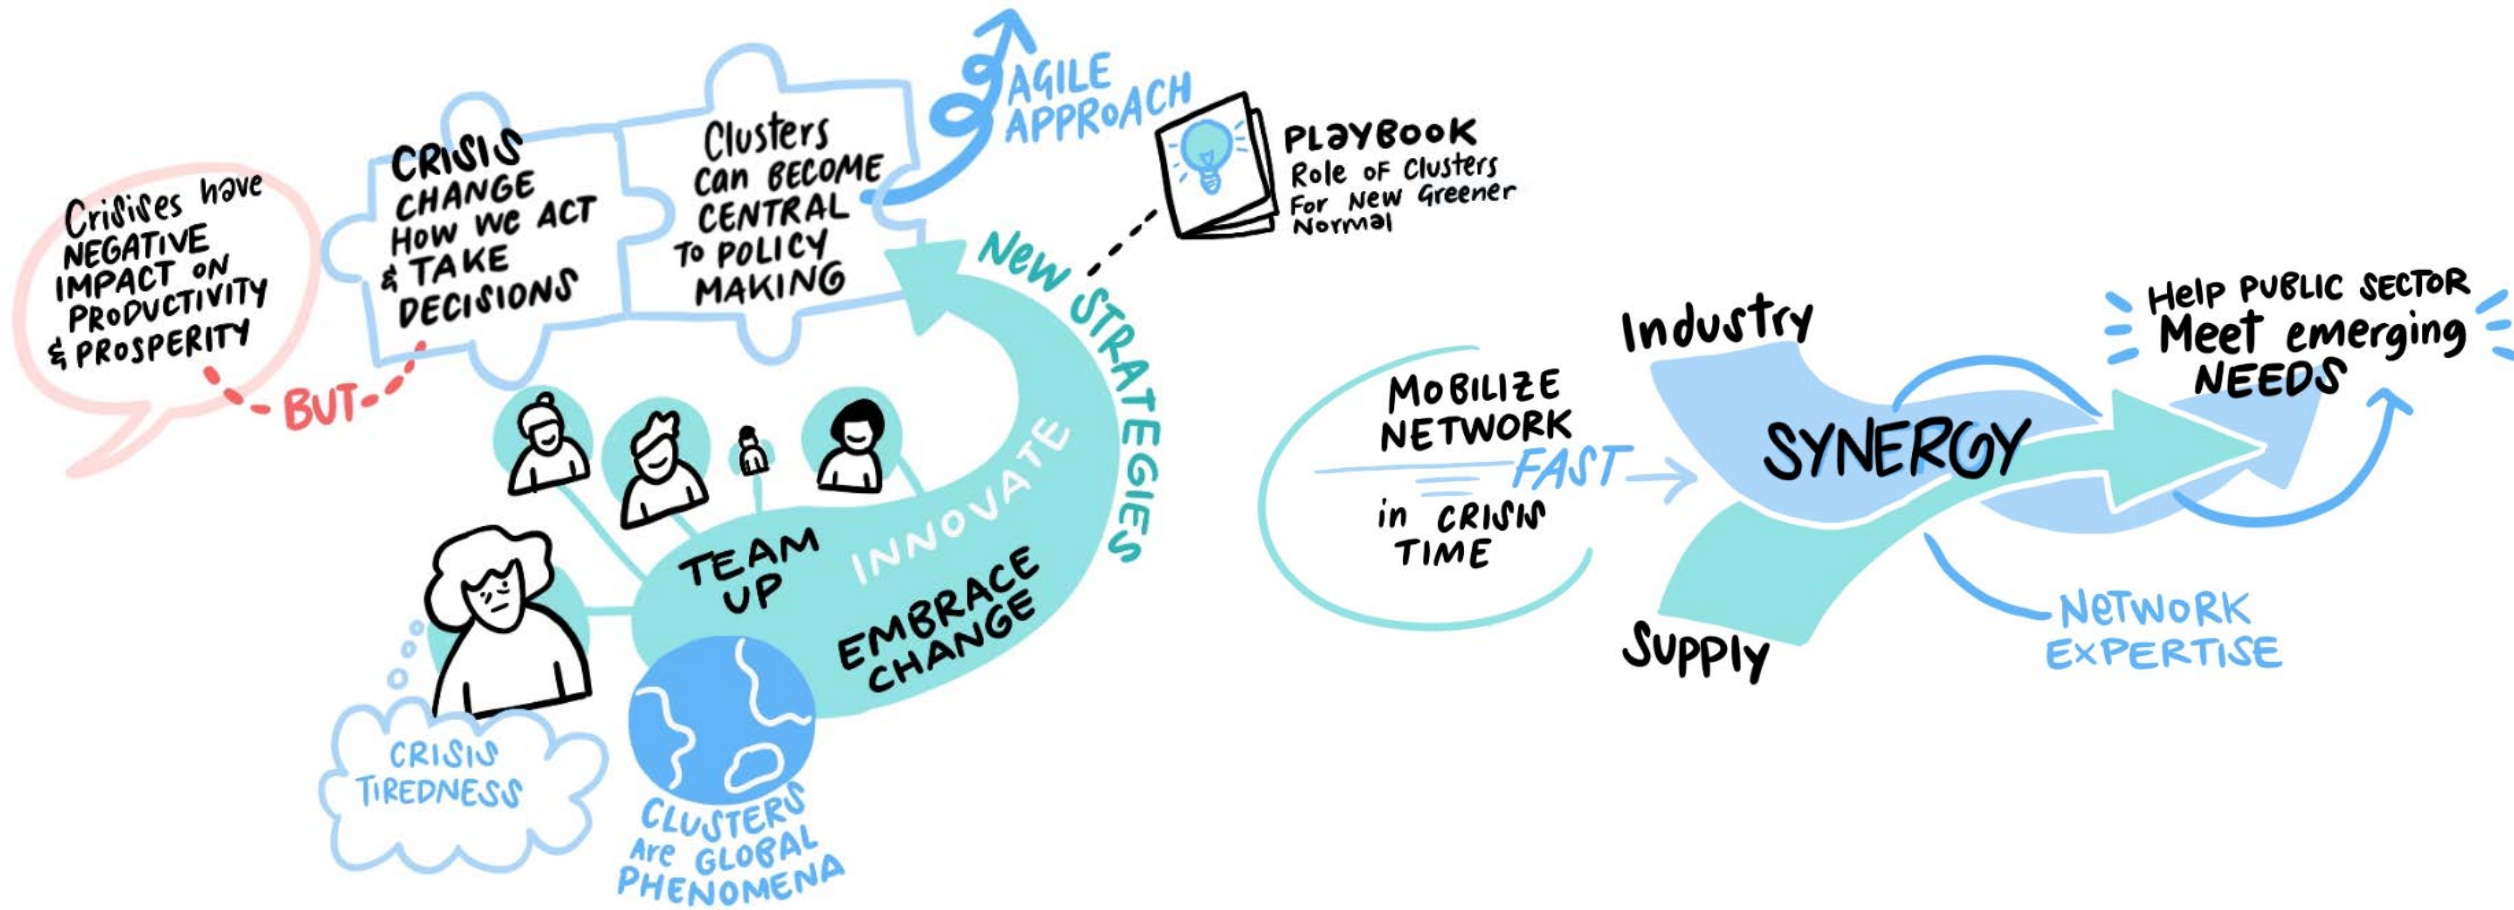 Crisises have
NEGATIVE
IMPACT ON
PRODUCTIVITY
& PROSPERITY
BUT
CRISIS
CHANGE
HOW WE ACT
& TAKE
DECISIONS
Clusters
can BECOME
CENTRAL
TO POLICY
MAKING
AGILE
APPROACH
PLAYBOOK
Role OF Clusters
For New Greener
Normal
NEW STRATEGIES
TEAM
UP
INNOVATE
EMBRACE
CHANGE
CRISIS
TIREDNESS
CLUSTERS
Are GLOBAL
PHENOMENA
MOBILIZE
NETWORK
FAST
in CRISIS
TIME
Industry
SYNERGY
Supply
Help PUBLIC SECTOR
Meet emerging
NEEDS
NETWORK
EXPERTISE